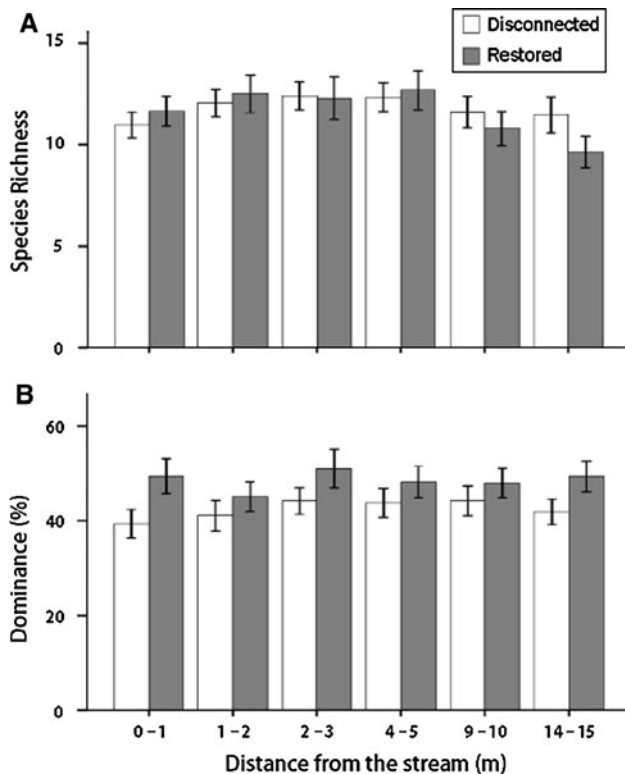 A
Disconnected
Restored
15
10
5
0
Species Richness
B
60
40
20
0
Dominance (%)
0 – 1 1 – 2 2 – 3 4 – 5 9 – 10 14 – 15
Distance from the stream (m)